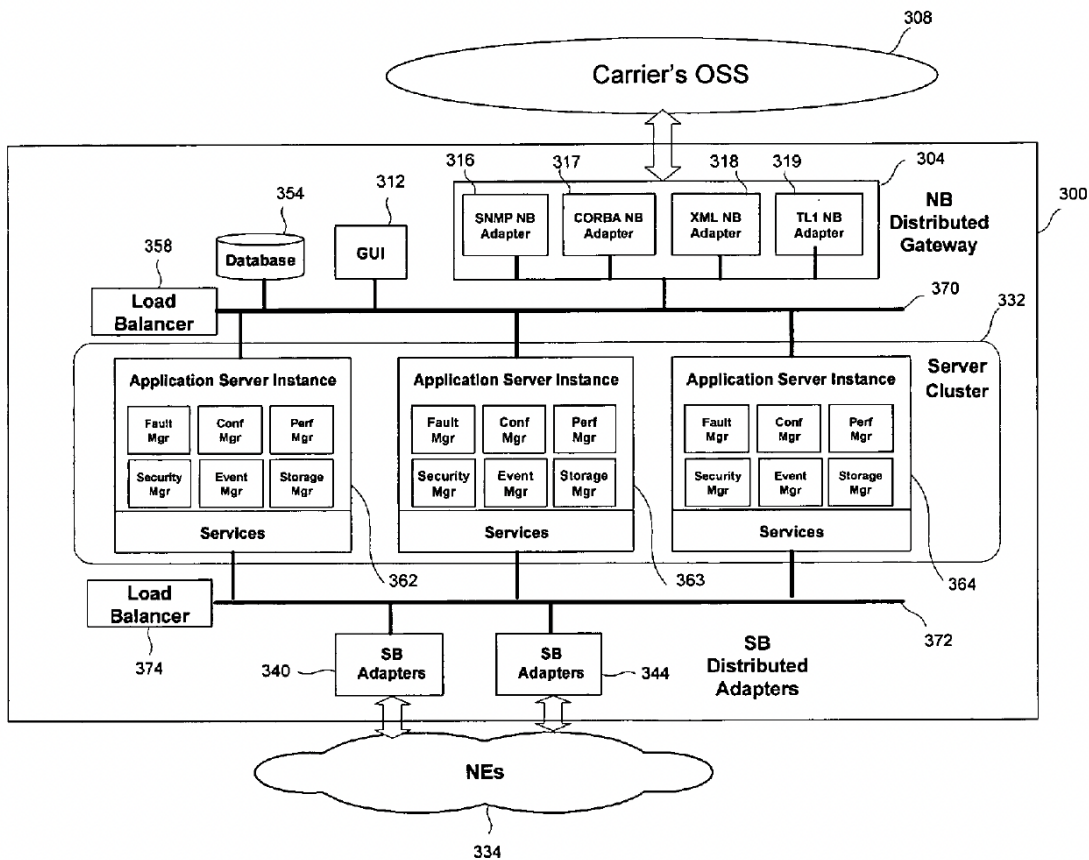 308
Carrier's OSS
316
317
318
319
304
300
354
312
SNMP NB
Adapter
CORBA NB
Adapter
XML NB
Adapter
TL1 NB
Adapter
NB
Distributed
Gateway
358
Database
GUI
Load
Balancer
370
332
Application Server Instance
Fault
Mgr
Conf
Mgr
Perf
Mgr
Security
Mgr
Event
Mgr
Storage
Mgr
Services
Application Server Instance
Fault
Mgr
Conf
Mgr
Perf
Mgr
Security
Mgr
Event
Mgr
Storage
Mgr
Services
Application Server Instance
Fault
Mgr
Conf
Mgr
Perf
Mgr
Security
Mgr
Event
Mgr
Storage
Mgr
Services
Server
Cluster
362
363
364
Load
Balancer
372
374
340
SB
Adapters
SB
Adapters
344
SB
Distributed
Adapters
NEs
334